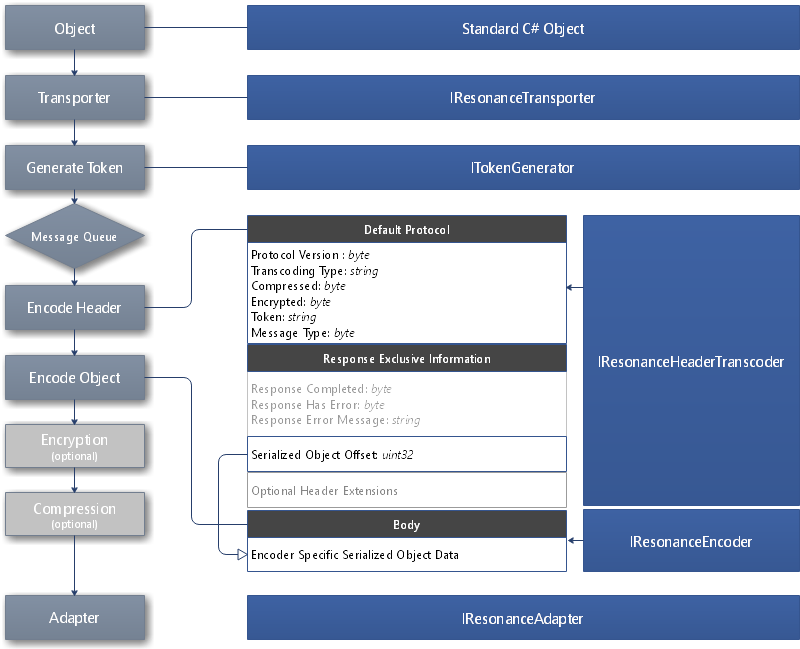 Object
Standard C# Object
Transporter
IResonanceTransporter
Generate Token
ITokenGenerator
Message Queue
Encode Header
Encode Object
Encryption
(optional)
Compression
(optional)
Adapter
Default Protocol
Protocol Version : byte
Transcoding Type: string
Compressed: byte
Encrypted: byte
Token: string
Message Type: byte
Response Exclusive Information
Response Completed: byte
Response Has Error: byte
Response Error Message: string
Serialized Object Offset: uint32
Optional Header Extensions
Body
Encoder Specific Serialized Object Data
IResonanceHeaderTranscoder
IResonanceEncoder
IResonanceAdapter